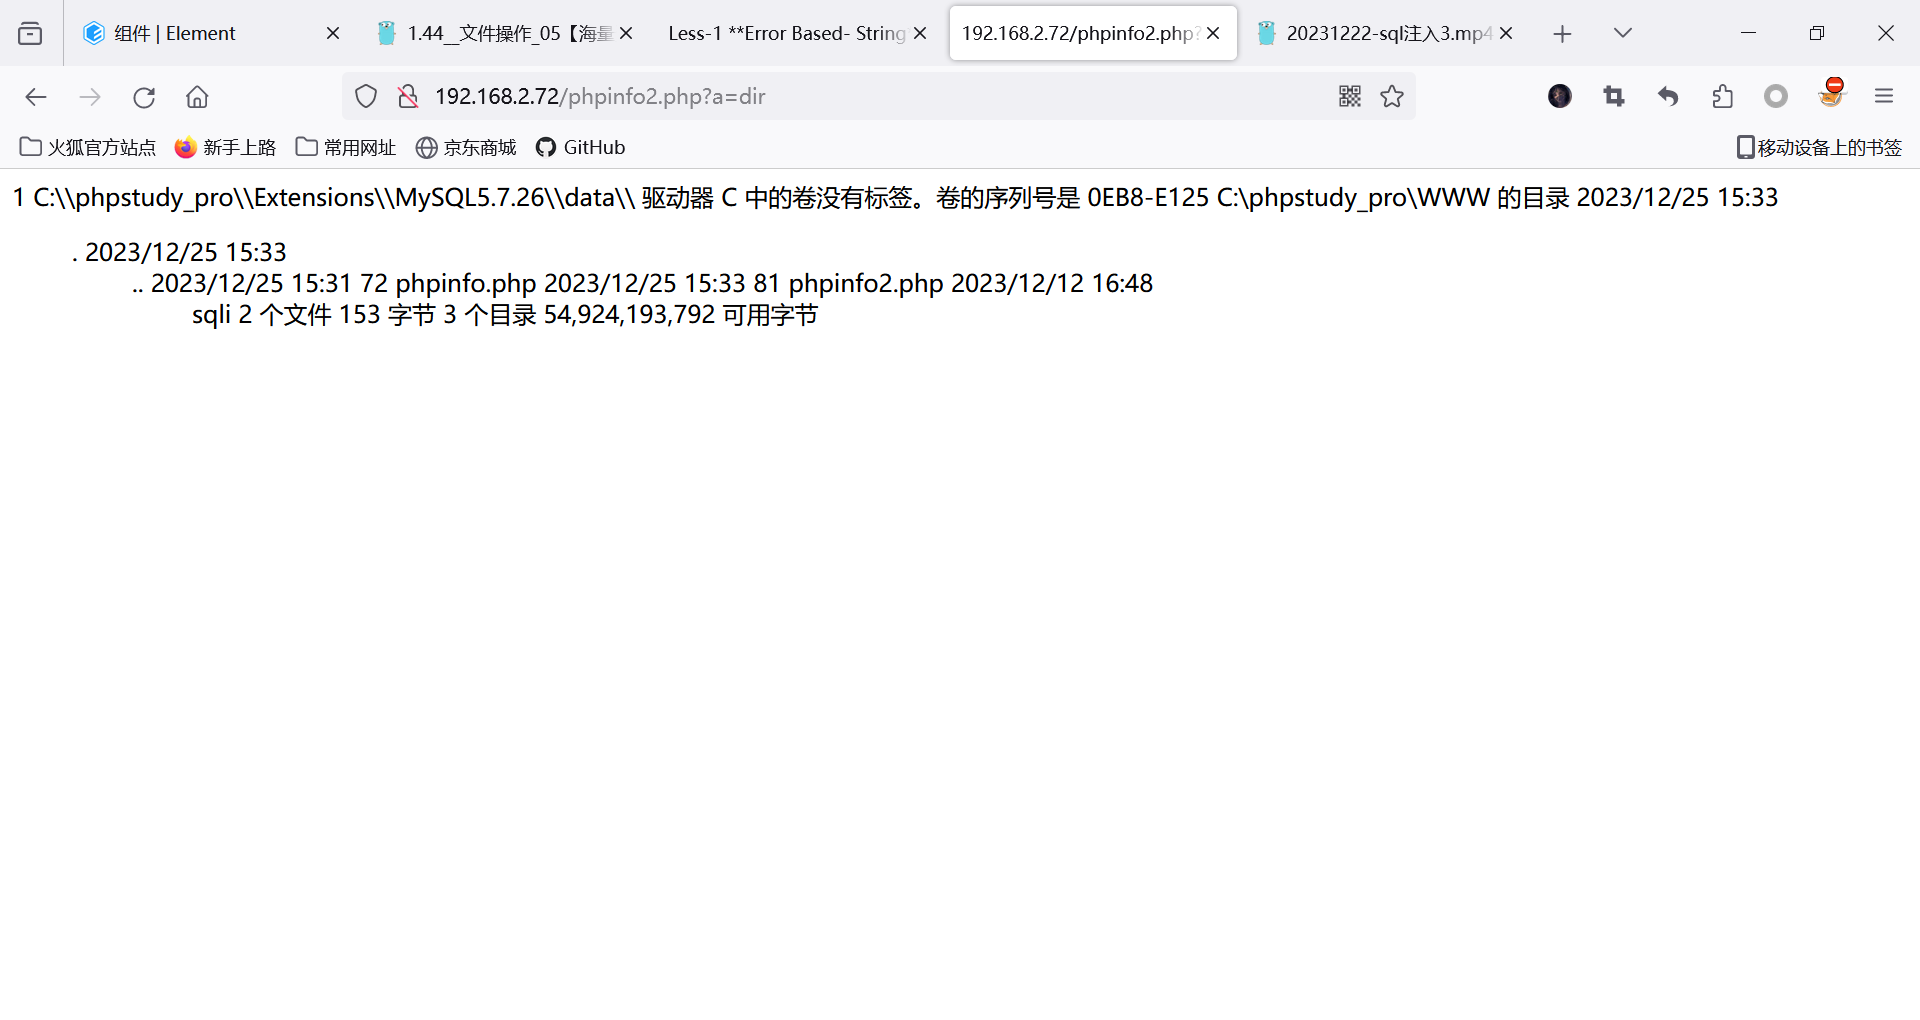 组件 | Element
1.44__文件操作_05【海量
Less-1 **Error Based- String
192.168.2.72/phpinfo2.php?
20231222-sql注入3.mp4
192.168.2.72/phpinfo2.php?a=dir
火狐官方站点
新手上路
常用网址
京东商城
GitHub
移动设备上的书签
1 C:\\phpstudy_pro\\Extensions\\MySQL5.7.26\\data\\ 驱动器 C 中的卷没有标签。卷的序列号是 0EB8-E125 C:\phpstudy_pro\WWW 的目录 2023/12/25 15:33
. 2023/12/25 15:33
.. 2023/12/25 15:31 72 phpinfo.php 2023/12/25 15:33 81 phpinfo2.php 2023/12/12 16:48
sqli 2 个文件 153 字节 3 个目录 54,924,193,792 可用字节